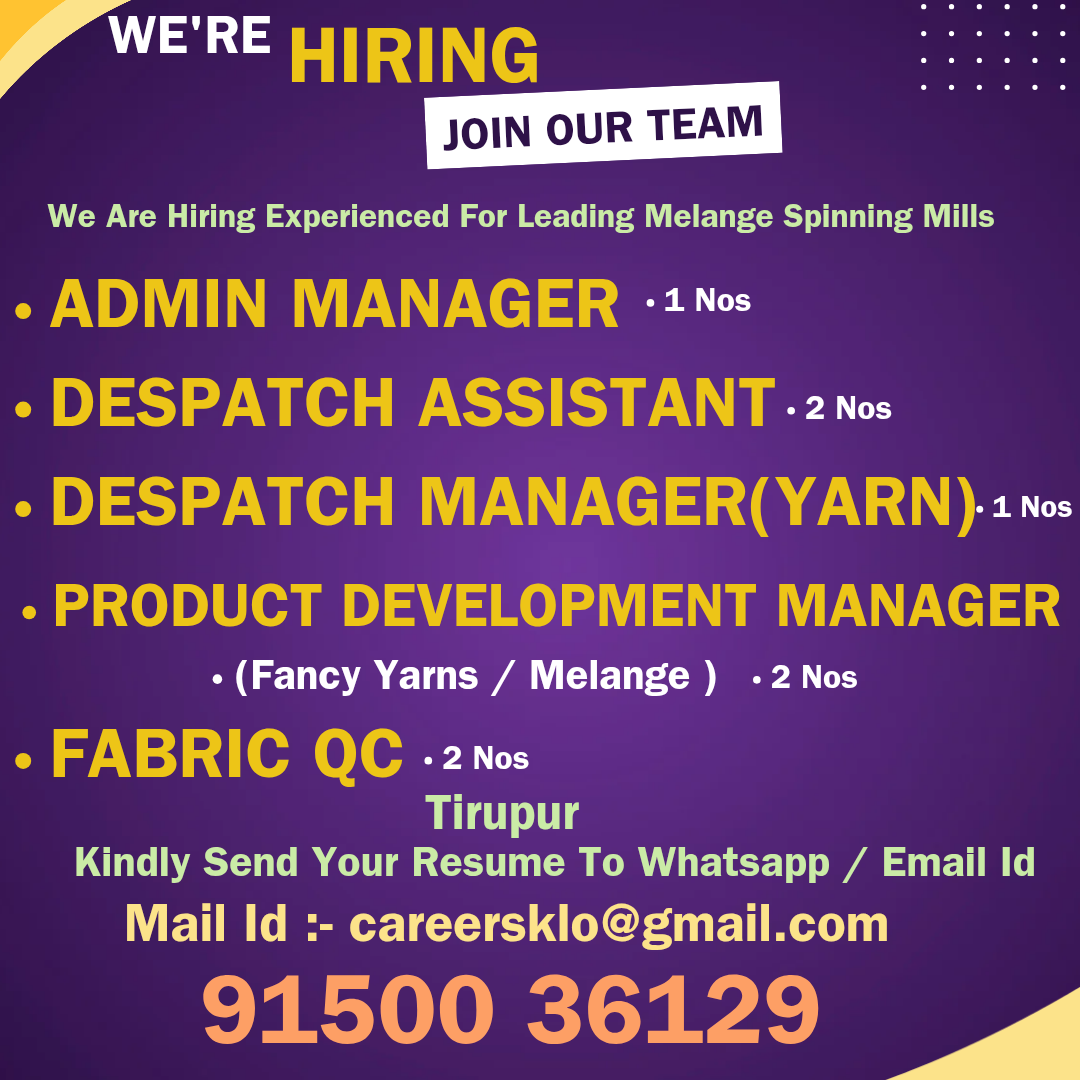 WE'RE HIRING
JOIN OUR TEAM
We Are Hiring Experienced For Leading Melange Spinning Mills
• ADMIN MANAGER • 1 Nos
• DESPATCH ASSISTANT • 2 Nos
• DESPATCH MANAGER(YARN) • 1 Nos
• PRODUCT DEVELOPMENT MANAGER
• (Fancy Yarns / Melange ) • 2 Nos
• FABRIC QC • 2 Nos
Tirupur
Kindly Send Your Resume To Whatsapp / Email Id
Mail Id :- careersklo@gmail.com
91500 36129